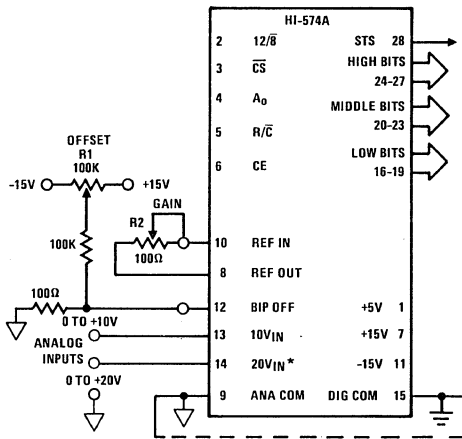 HI-574A
2 12/8̅ STS 28
3 C̅S̅ HIGH BITS
24–27
4 Ao MIDDLE BITS
20–23
5 R/C̅ LOW BITS
16–19
6 CE
OFFSET
R1
100K
–15V +15V
GAIN
R2
100K
100Ω
10 REF IN
8 REF OUT
100Ω
12 BIP OFF +5V 1
0 TO +10V
13 10VIN +15V 7
ANALOG
INPUTS
14 20VIN* –15V 11
0 TO +20V
9 ANA COM DIG COM 15